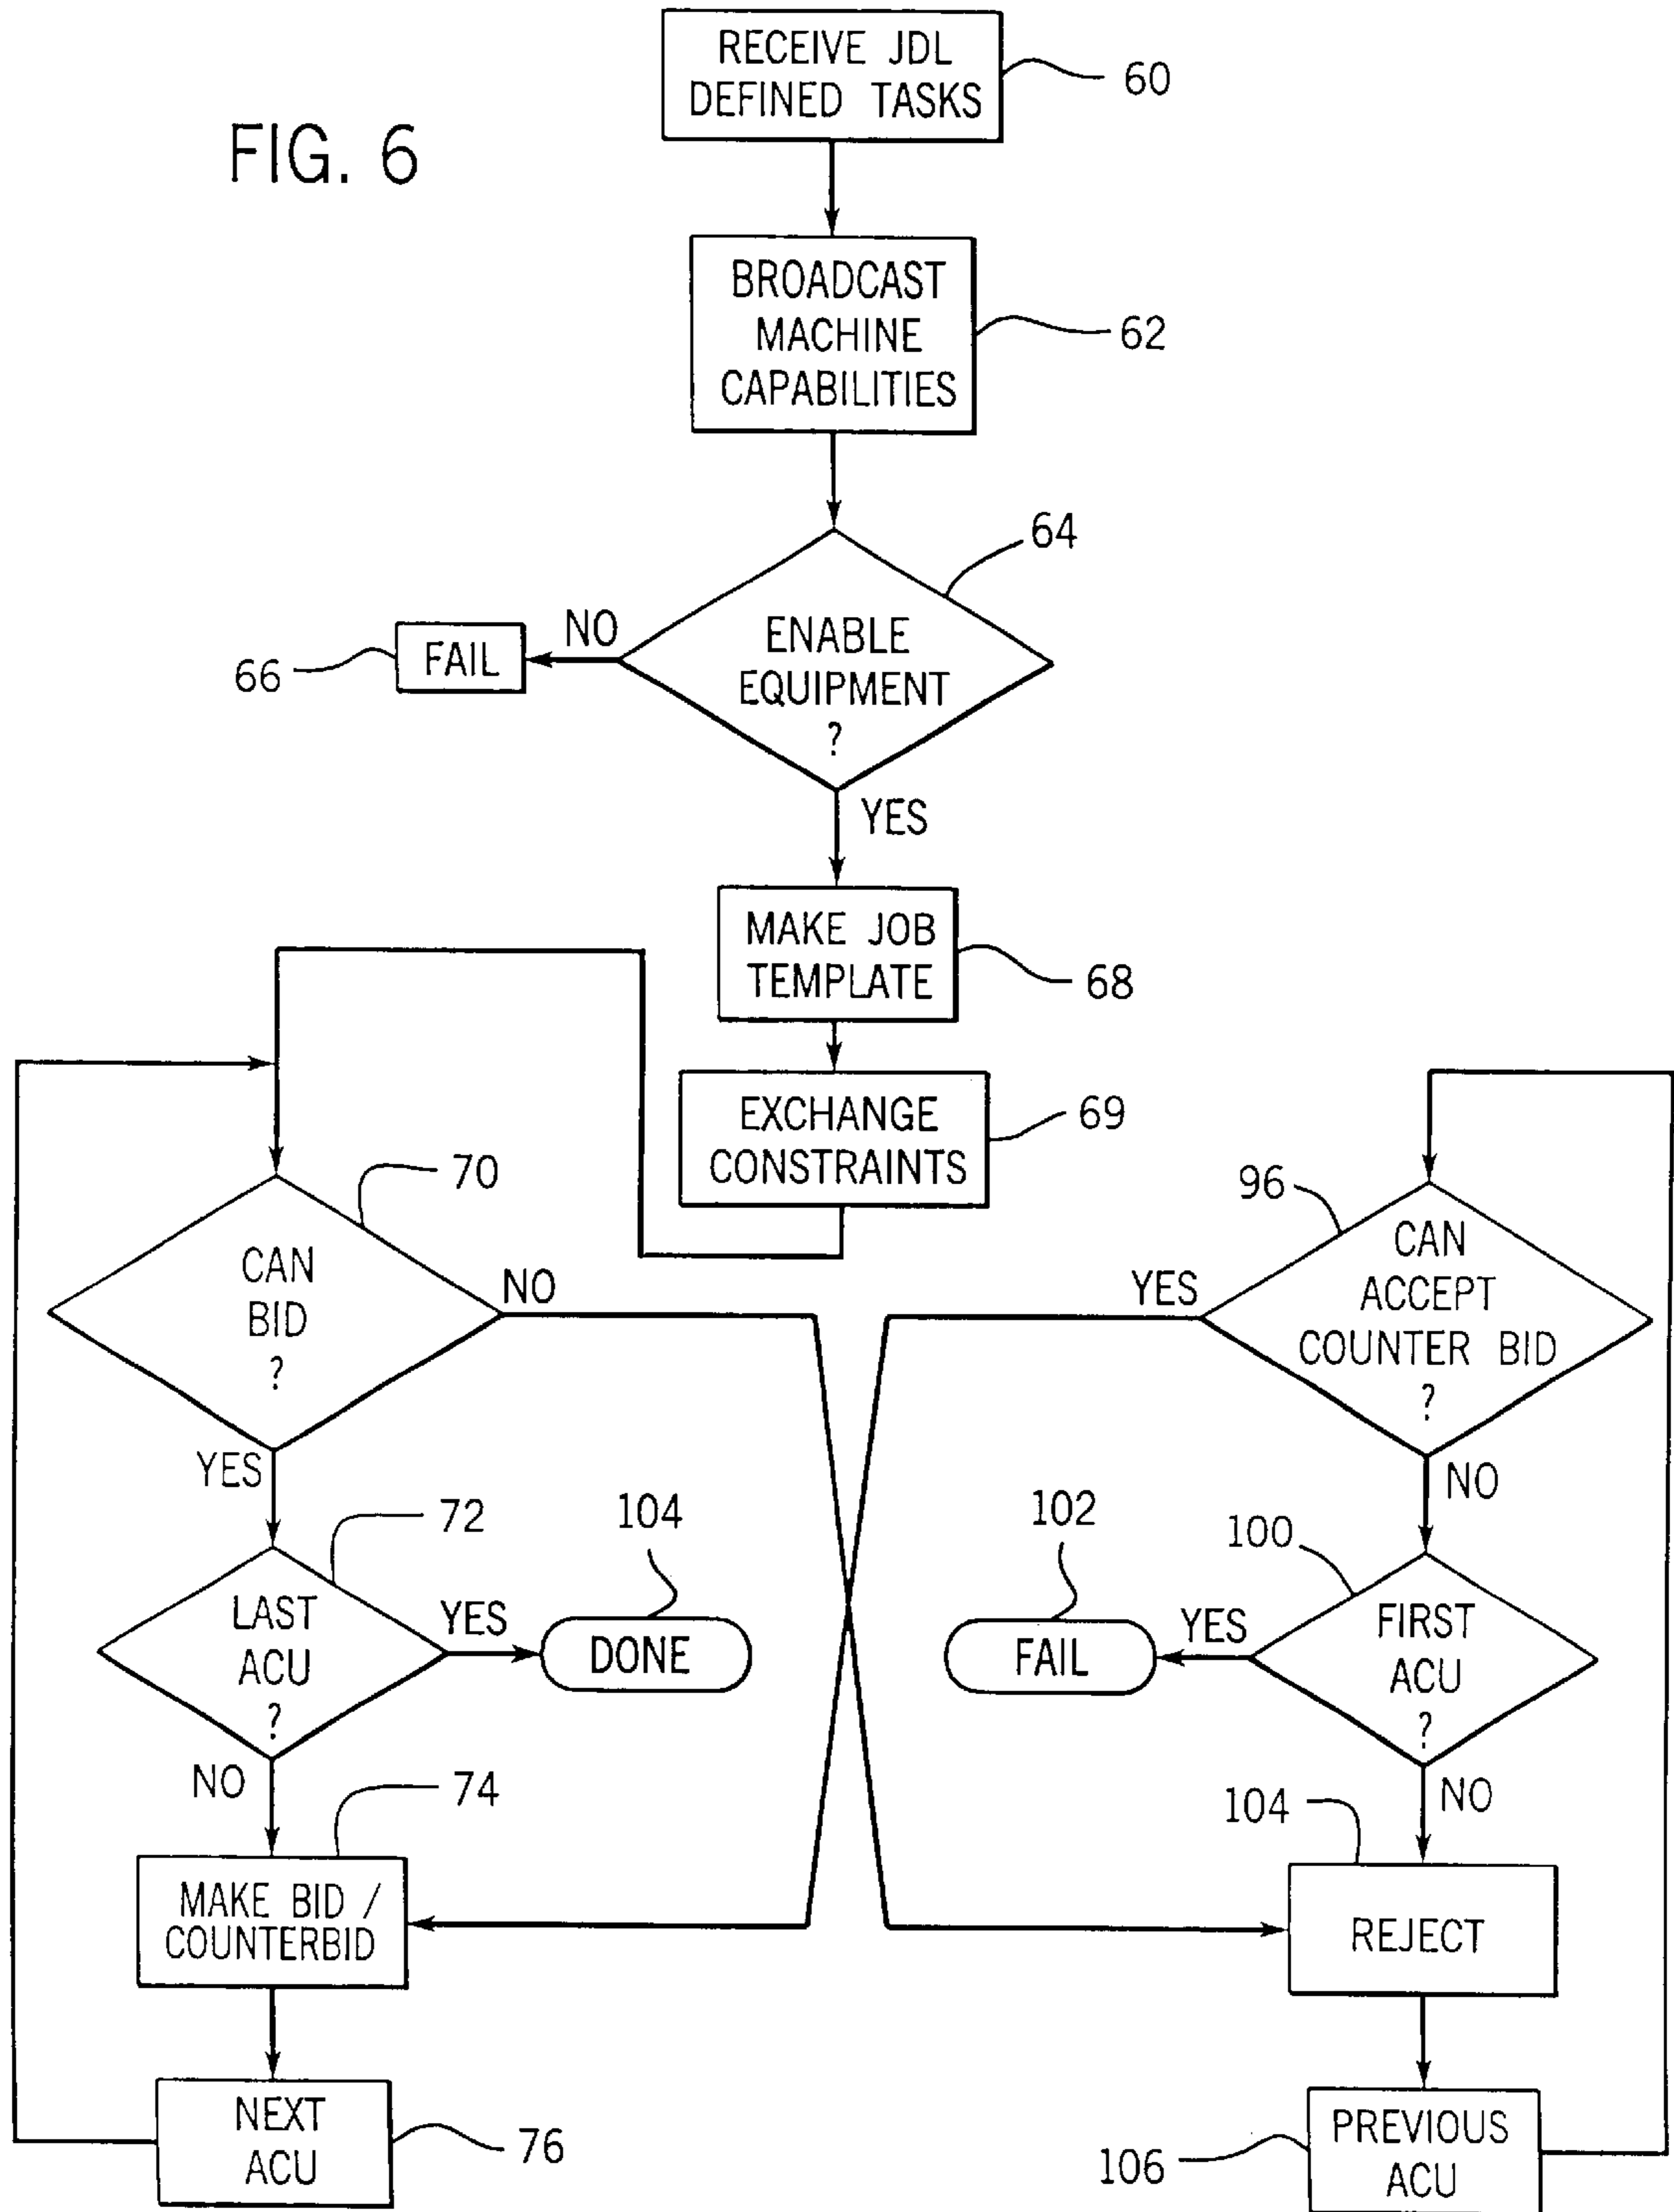 FIG. 6
RECEIVE JDL
DEFINED TASKS
60
BROADCAST
MACHINE
CAPABILITIES
62
64
ENABLE
EQUIPMENT
?
NO
FAIL
66
YES
MAKE JOB
TEMPLATE
68
EXCHANGE
CONSTRAINTS
69
70
CAN
BID
?
NO
YES
72
LAST
ACU
?
YES
104
DONE
NO
74
MAKE BID /
COUNTERBID
NEXT
ACU
76
96
CAN
ACCEPT
COUNTER BID
?
YES
NO
100
FIRST
ACU
?
YES
102
FAIL
NO
104
REJECT
PREVIOUS
ACU
106